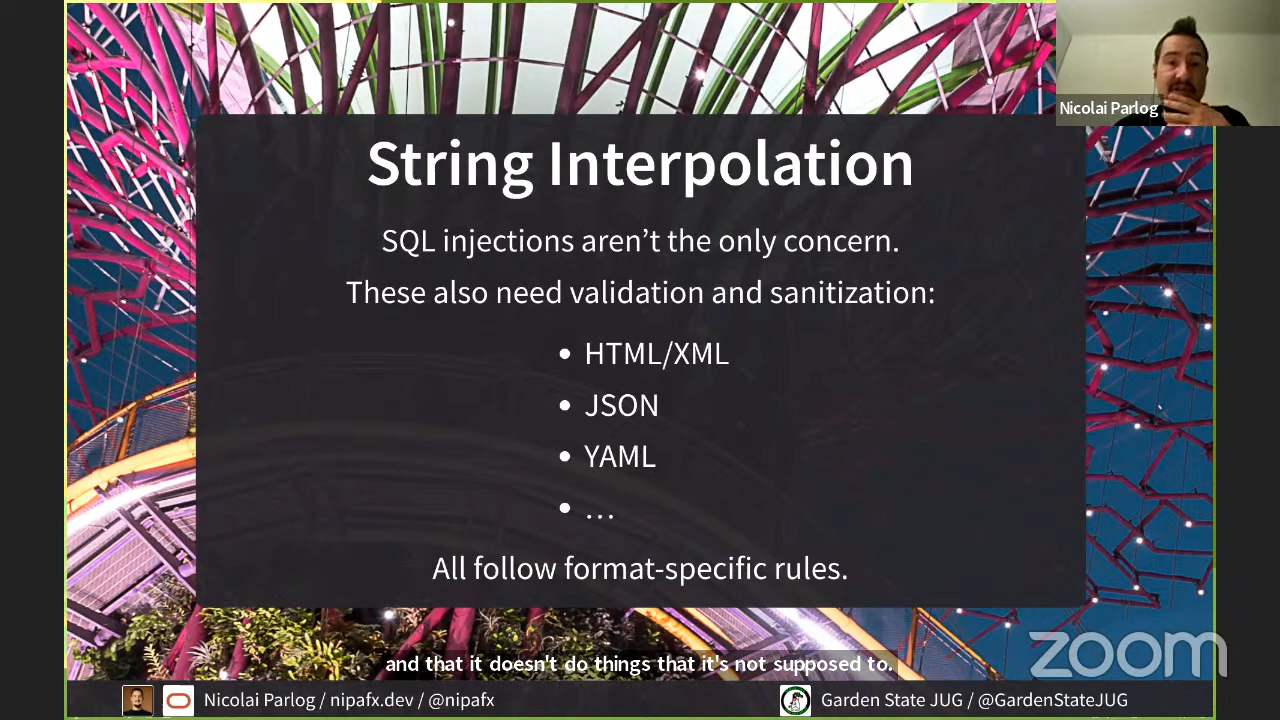 Nicolai Parlog
String Interpolation
SQL injections aren’t the only concern.
These also need validation and sanitization:
• HTML/XML
• JSON
• YAML
• …
All follow format-specific rules.
and that it doesn't do things that it's not supposed to.
zoom
Nicolai Parlog / nipafx.dev / @nipafx
Garden State JUG / @GardenStateJUG